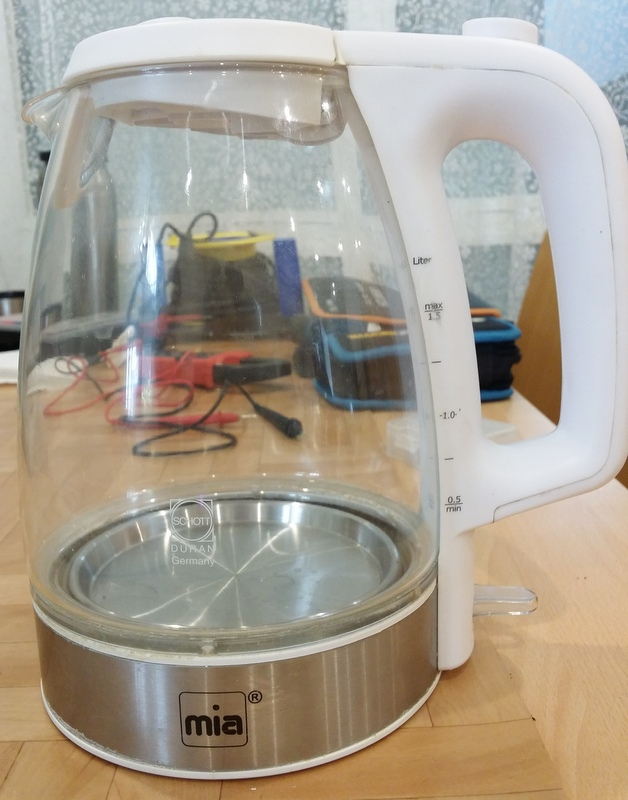 Liter
max
1.5
-1.0-
0.5
min
SCHOTT
DURAN
Germany
mia®